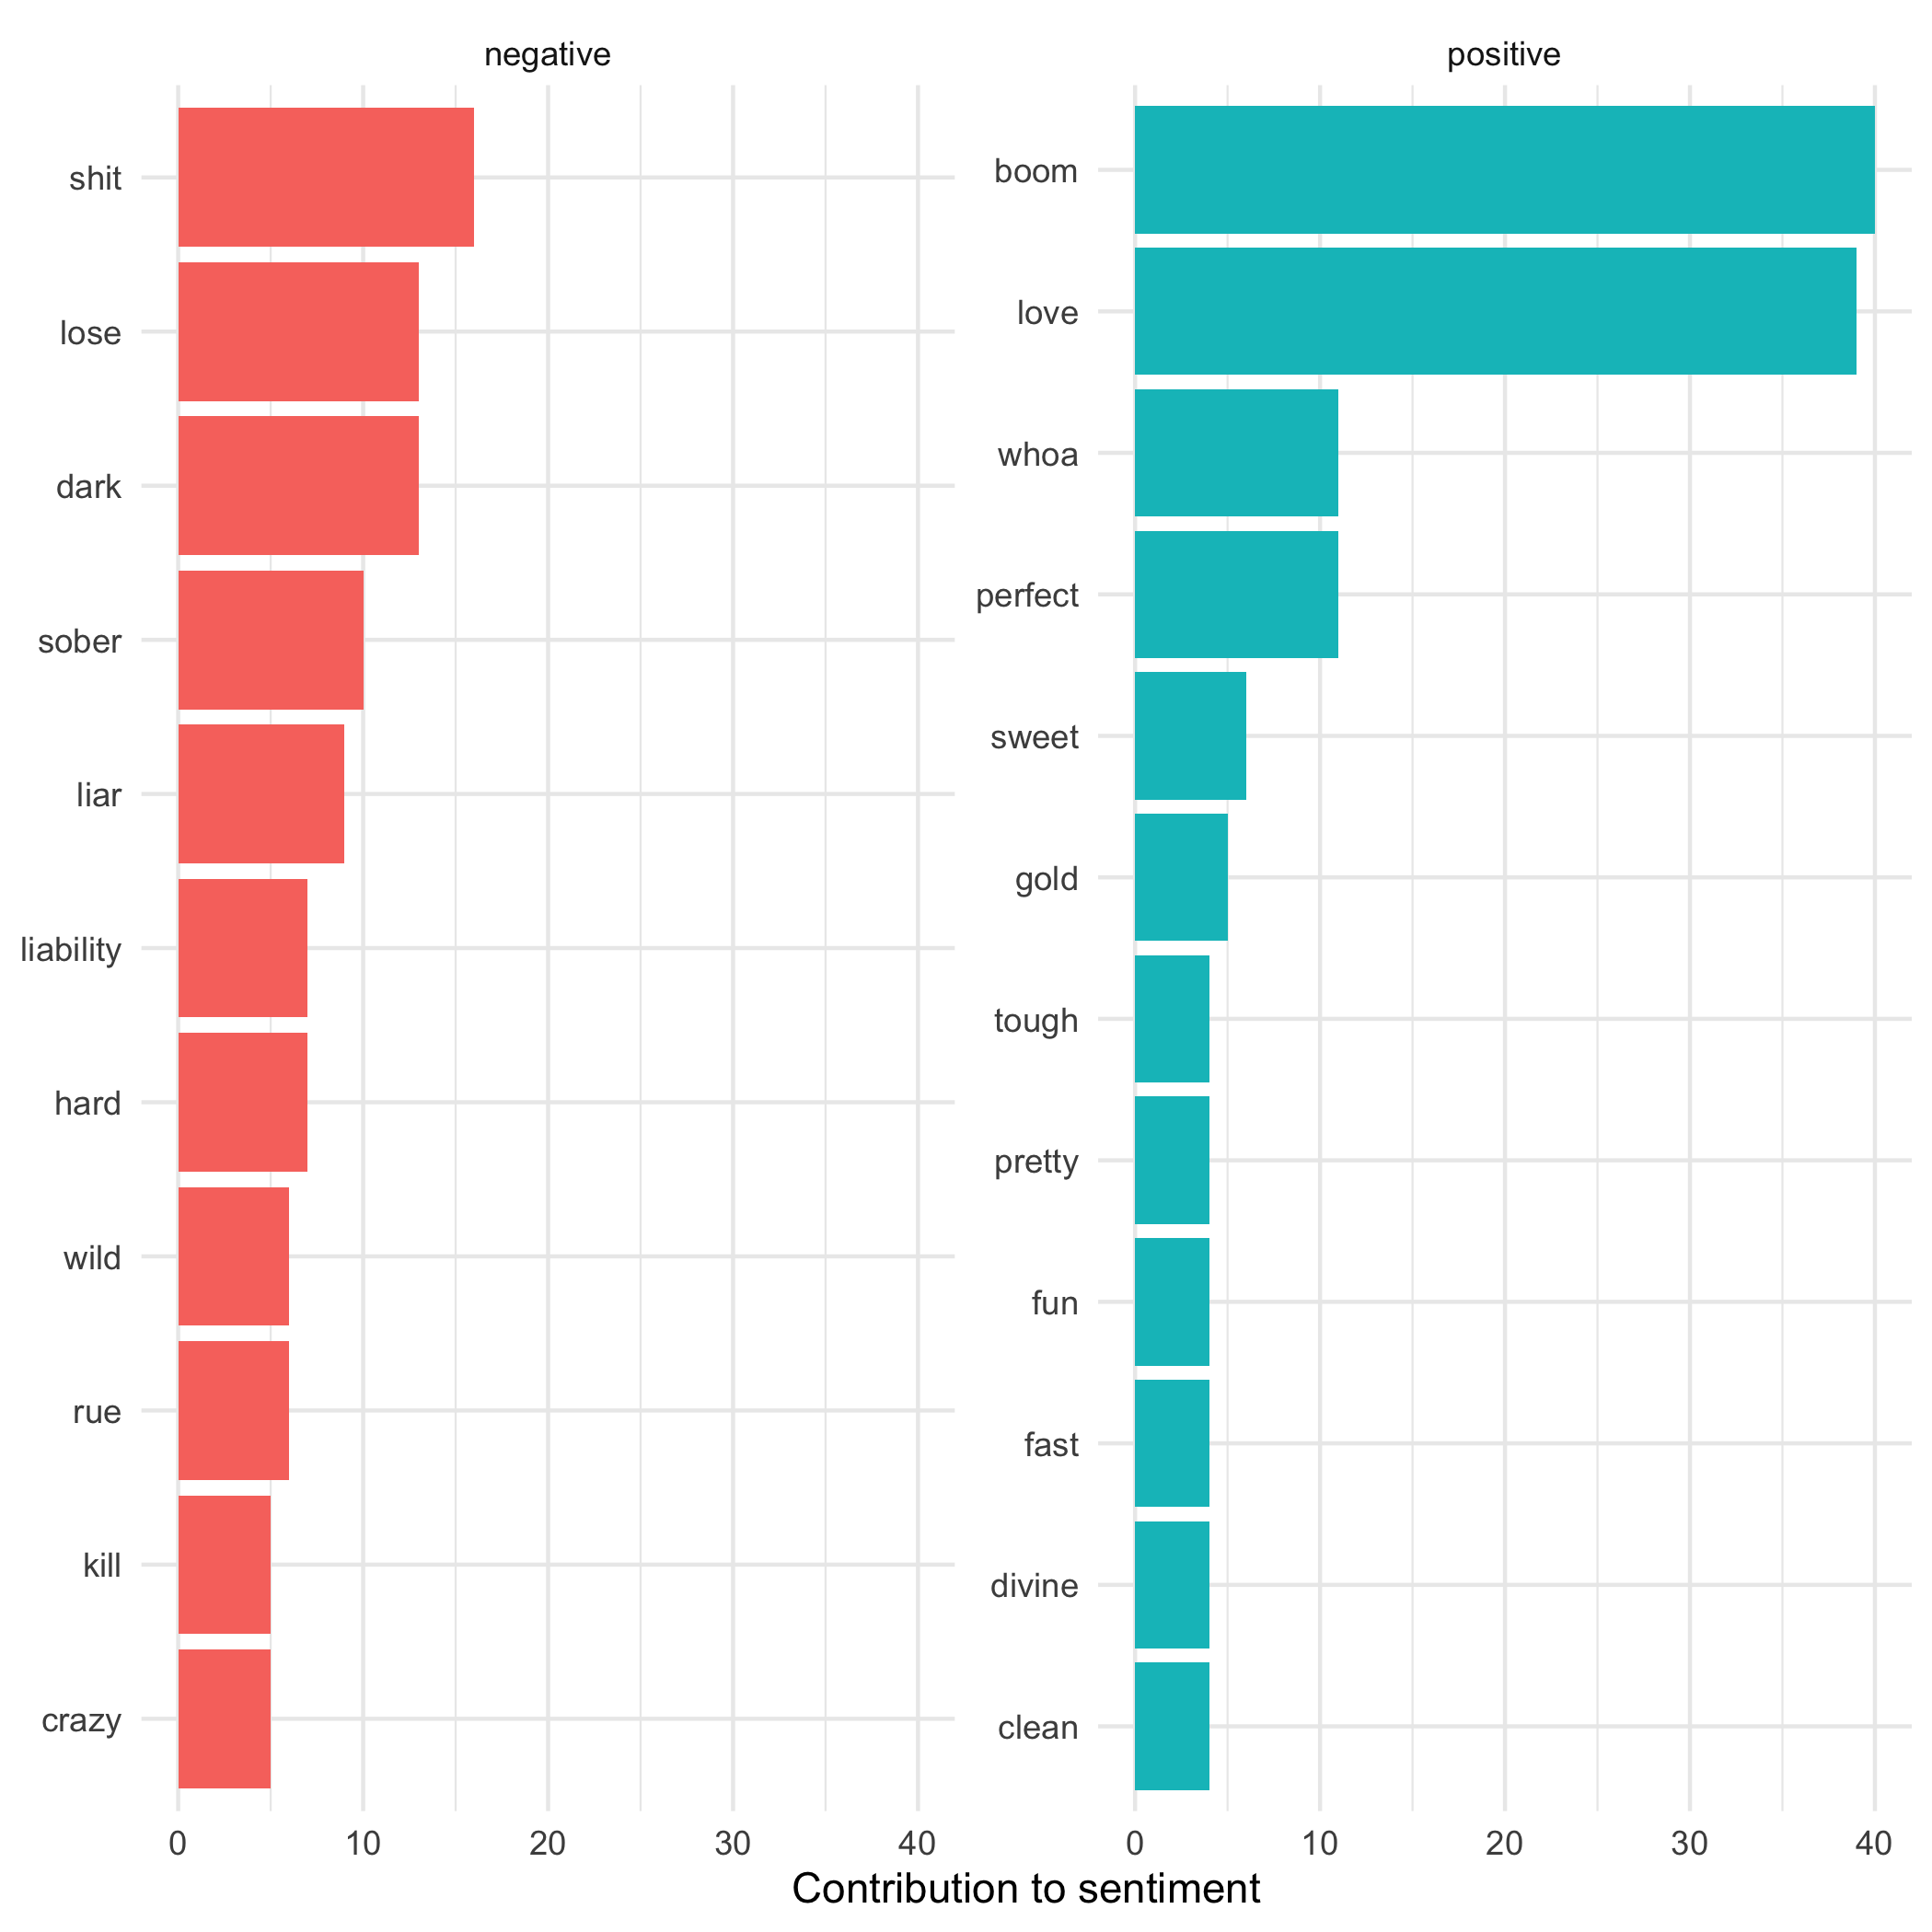 negative
shit
lose
dark
sober
liar
liability
hard
wild
rue
kill
crazy
0 10 20 30 40
positive
boom
love
whoa
perfect
sweet
gold
tough
pretty
fun
fast
divine
clean
0 10 20 30 40
Contribution to sentiment